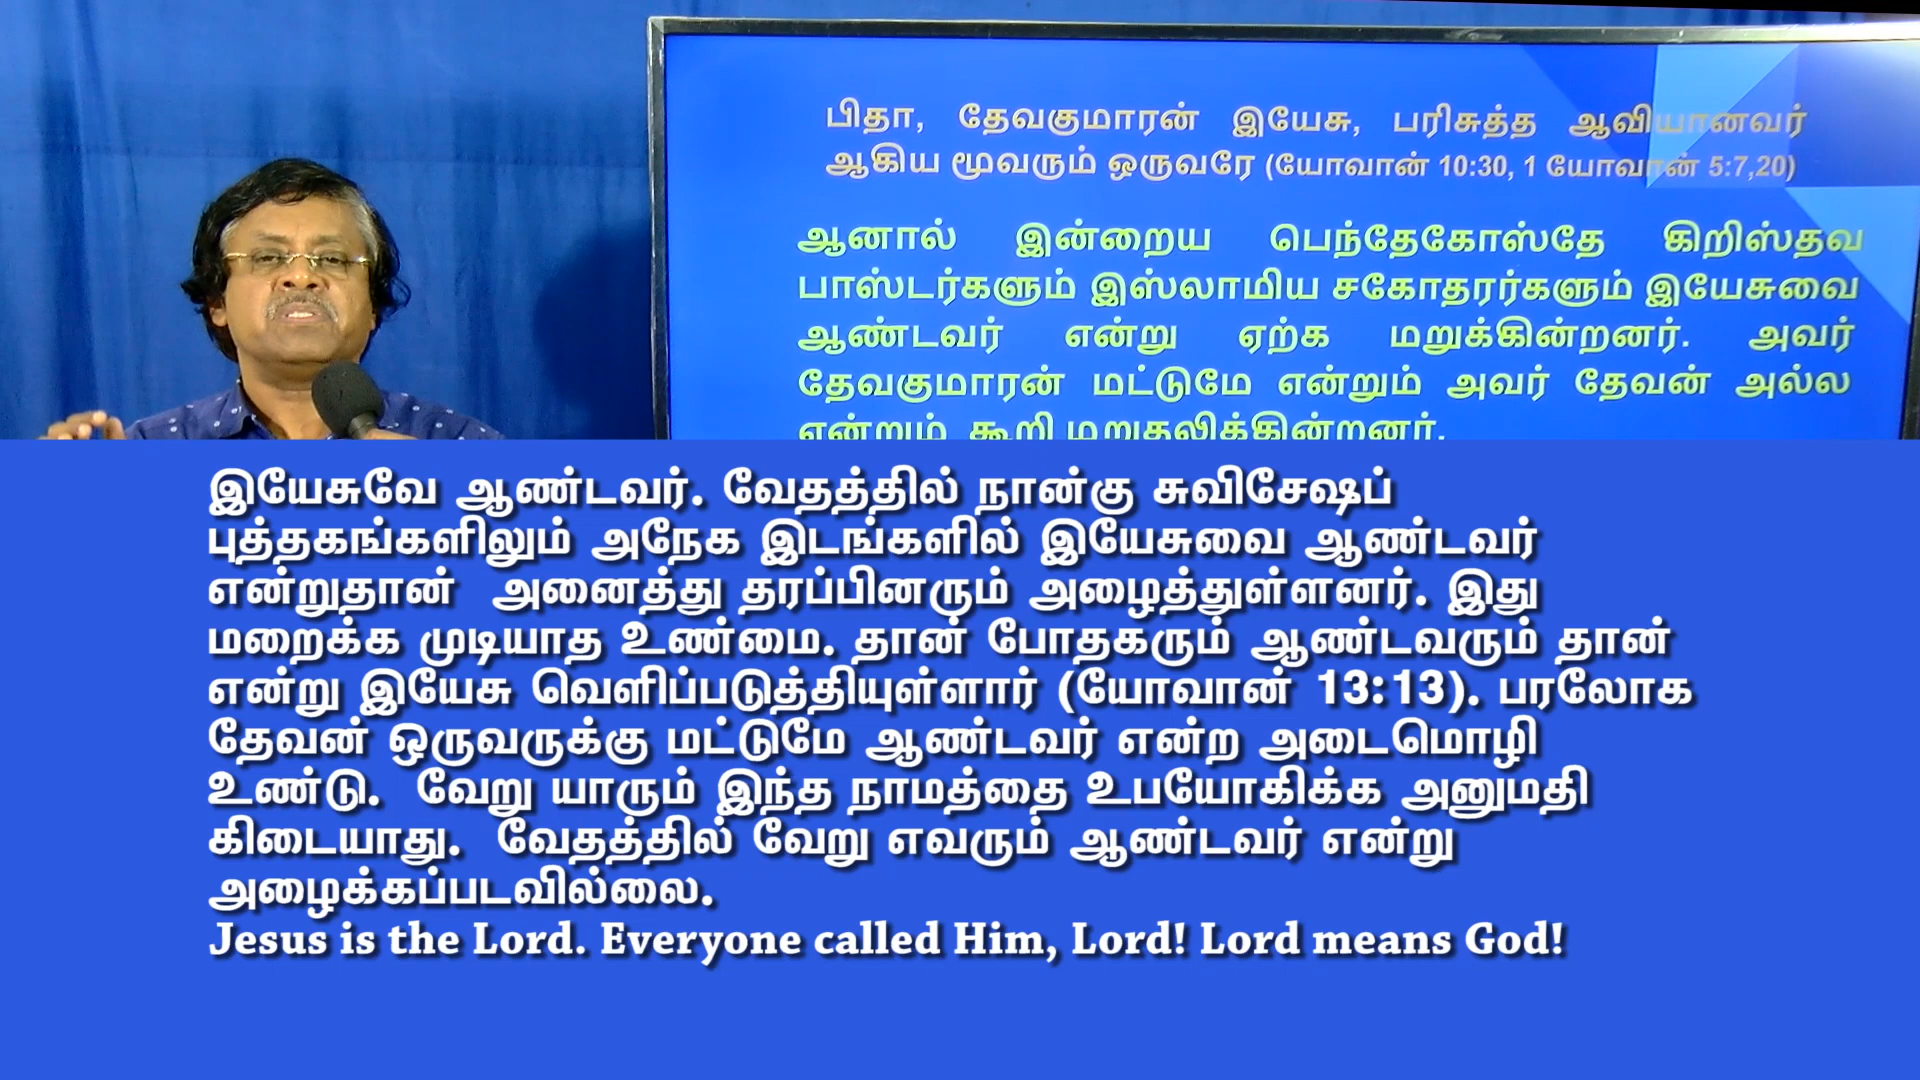 பிதா, தேவகுமாரன் இயேசு, பரிசுத்த ஆவியானவர்
ஆகிய மூவரும் ஒருவரே (யோவான் 10:30, 1 யோவான் 5:7,20)
ஆனால் இன்றைய பெந்தேகோஸ்தே கிறிஸ்தவ
பாஸ்டர்களும் இஸ்லாமிய சகோதரர்களும் இயேசுவை
ஆண்டவர் என்று ஏற்க மறுக்கின்றனர். அவர்
தேவகுமாரன் மட்டுமே என்றும் அவர் தேவன் அல்ல
என்றும் கூறி மறுதலிக்கின்றனர்.
இயேசுவே ஆண்டவர். வேதத்தில் நான்கு சுவிசேஷப்
புத்தகங்களிலும் அநேக இடங்களில் இயேசுவை ஆண்டவர்
என்றுதான் அனைத்து தரப்பினரும் அழைத்துள்ளனர். இது
மறைக்க முடியாத உண்மை. தான் போதகரும் ஆண்டவரும் தான்
என்று இயேசு வெளிப்படுத்தியுள்ளார் (யோவான் 13:13). பரலோக
தேவன் ஒருவருக்கு மட்டுமே ஆண்டவர் என்ற அடைமொழி
உண்டு. வேறு யாரும் இந்த நாமத்தை உபயோகிக்க அனுமதி
கிடையாது. வேதத்தில் வேறு எவரும் ஆண்டவர் என்று
அழைக்கப்படவில்லை.
Jesus is the Lord. Everyone called Him, Lord! Lord means God!